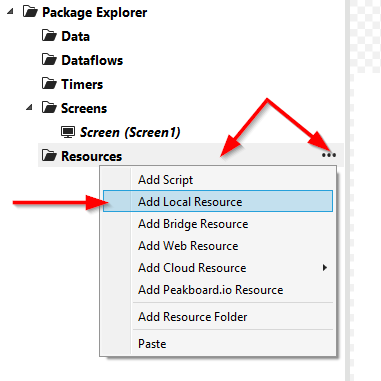 Package Explorer
Data
Dataflows
Timers
Screens
Screen (Screen1)
Resources
Add Script
Add Local Resource
Add Bridge Resource
Add Web Resource
Add Cloud Resource
Add Peakboard.io Resource
Add Resource Folder
Paste